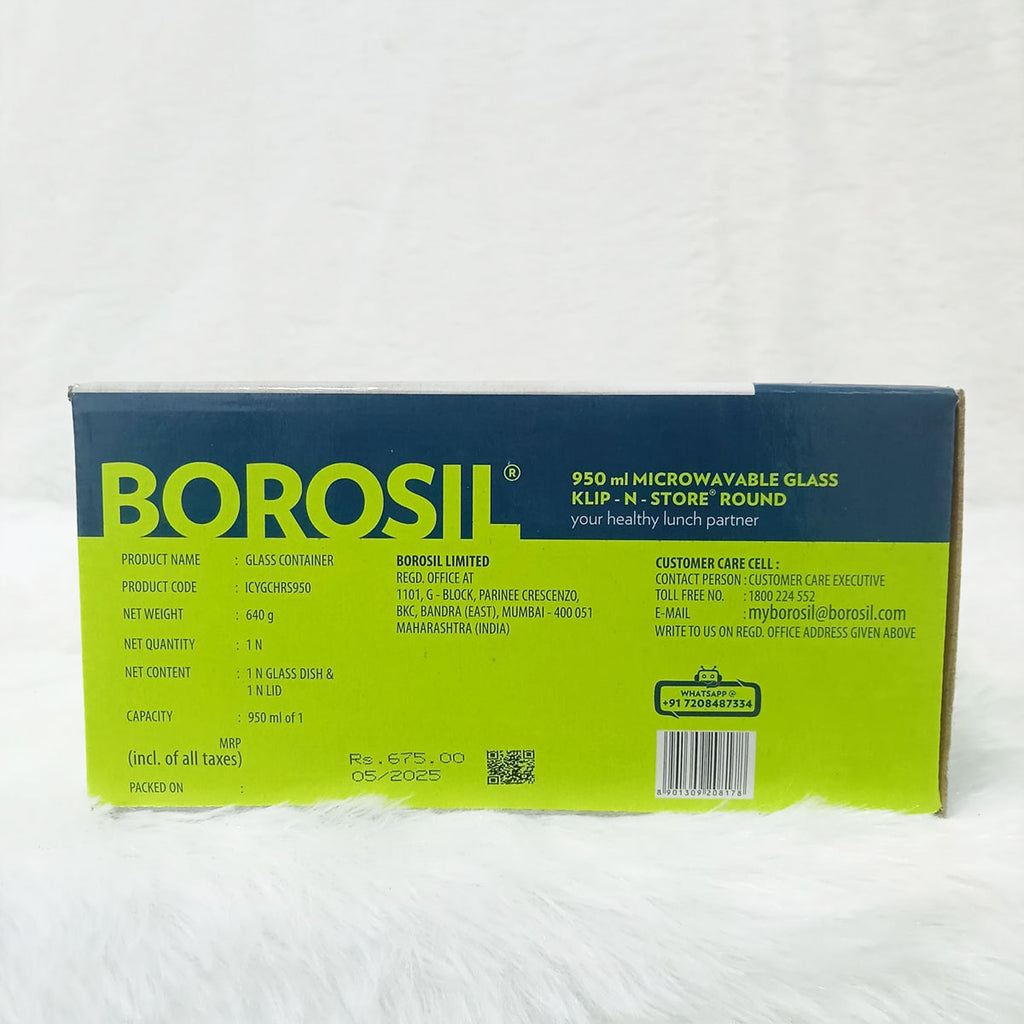 BOROSIL®
950 ml MICROWAVABLE GLASS
KLIP - N - STORE® ROUND
your healthy lunch partner
PRODUCT NAME : GLASS CONTAINER
PRODUCT CODE : ICYGCHRS950
NET WEIGHT : 640 g
NET QUANTITY : 1 N
NET CONTENT : 1 N GLASS DISH &
1 N LID
CAPACITY : 950 ml of 1
MRP
(incl. of all taxes)
Rs.675.00
PACKED ON :
05/2025
BOROSIL LIMITED
REGD. OFFICE AT
1101, G - BLOCK, PARINEE CRESCENZO,
BKC, BANDRA (EAST), MUMBAI - 400 051
MAHARASHTRA (INDIA)
CUSTOMER CARE CELL :
CONTACT PERSON : CUSTOMER CARE EXECUTIVE
TOLL FREE NO. : 1800 224 552
E-MAIL : myborosil@borosil.com
WRITE TO US ON REGD. OFFICE ADDRESS GIVEN ABOVE
WHATSAPP @
+91 7208487334
8 901309 208178